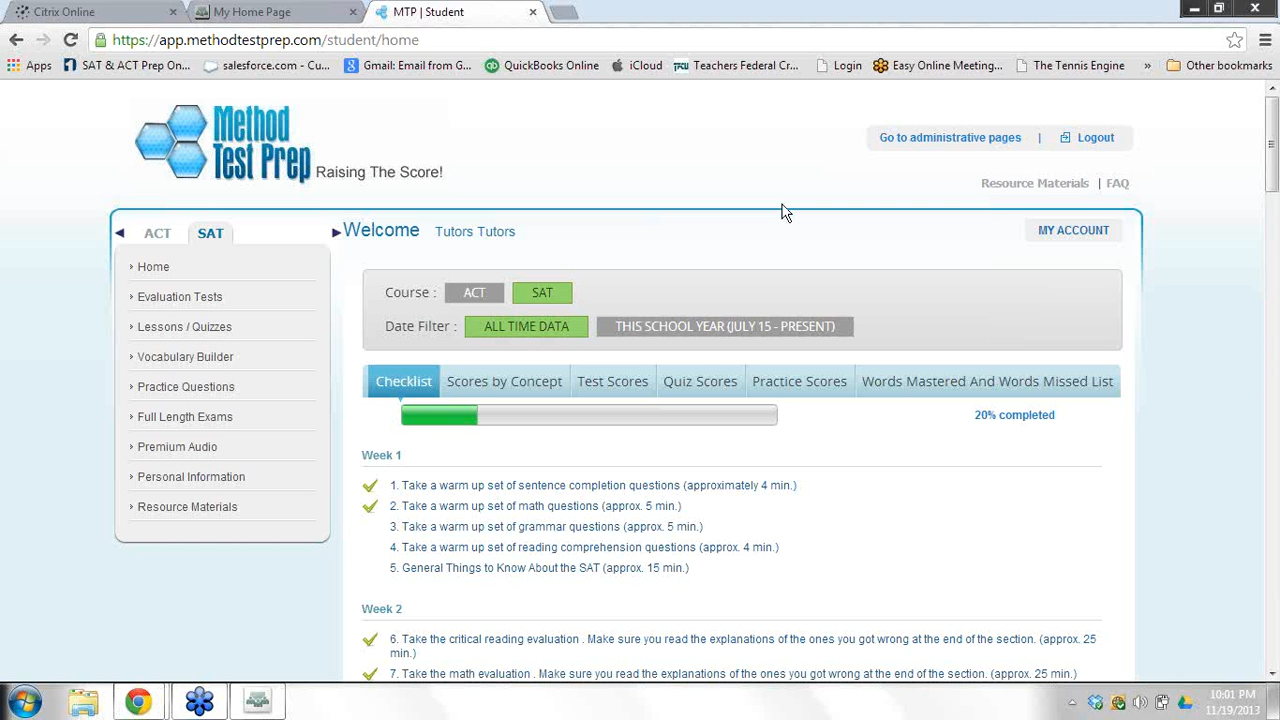 Citrix Online
My Home Page
MTP | Student
https://app.methodtestprep.com/student/home
Apps
SAT & ACT Prep On...
salesforce.com - Cu...
Gmail: Email from G...
QuickBooks Online
iCloud
Teachers Federal Cr...
Login
Easy Online Meeting...
The Tennis Engine
»
Other bookmarks
Method
Test Prep
Raising The Score!
Go to administrative pages | Logout
Resource Materials | FAQ
ACT SAT
Welcome Tutors Tutors
MY ACCOUNT
Home
Evaluation Tests
Lessons / Quizzes
Vocabulary Builder
Practice Questions
Full Length Exams
Premium Audio
Personal Information
Resource Materials
Course : ACT SAT
Date Filter : ALL TIME DATA THIS SCHOOL YEAR (JULY 15 - PRESENT)
Checklist Scores by Concept Test Scores Quiz Scores Practice Scores Words Mastered And Words Missed List
20% completed
Week 1
1. Take a warm up set of sentence completion questions (approximately 4 min.)
2. Take a warm up set of math questions (approx. 5 min.)
3. Take a warm up set of grammar questions (approx. 5 min.)
4. Take a warm up set of reading comprehension questions (approx. 4 min.)
5. General Things to Know About the SAT (approx. 15 min.)
Week 2
6. Take the critical reading evaluation . Make sure you read the explanations of the ones you got wrong at the end of the section. (approx. 25
min.)
7. Take the math evaluation . Make sure you read the explanations of the ones you got wrong at the end of the section. (approx. 25 min.)
10:01 PM
11/19/2013